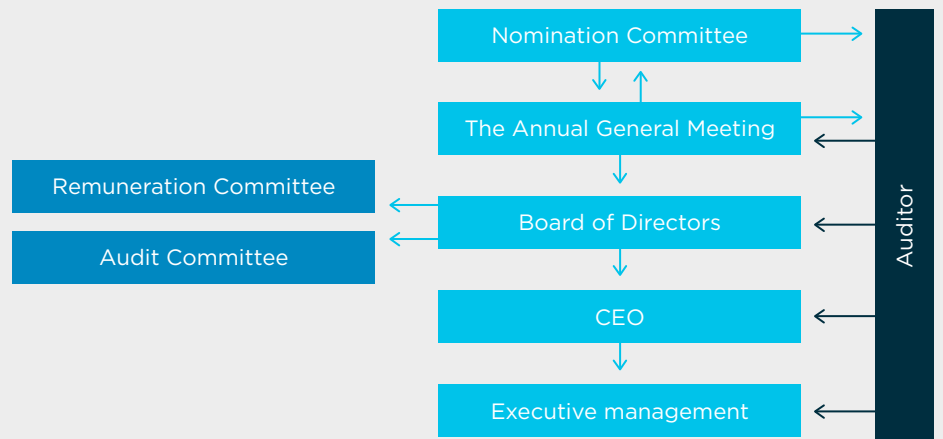 Nomination Committee
The Annual General Meeting
Remuneration Committee
Board of Directors
Audit Committee
CEO
Executive management
Auditor